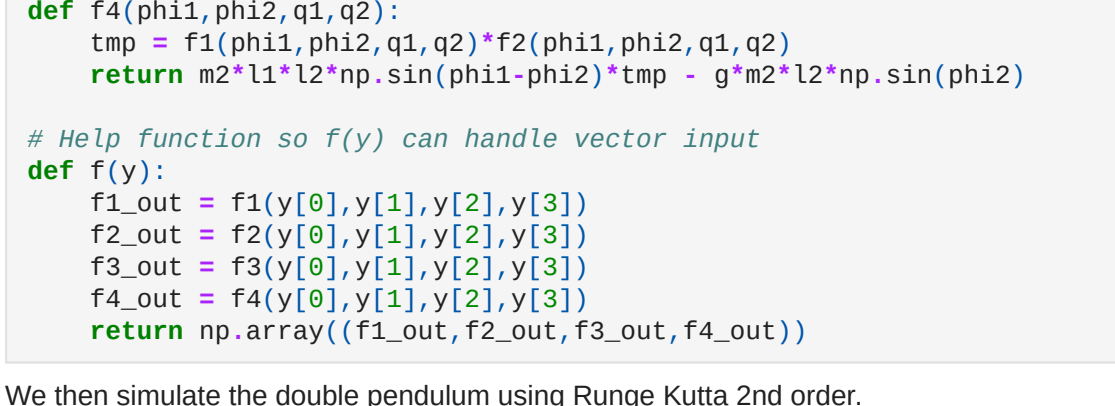 def f4(phi1,phi2,q1,q2):
    tmp = f1(phi1,phi2,q1,q2)*f2(phi1,phi2,q1,q2)
    return m2*l1*l2*np.sin(phi1-phi2)*tmp - g*m2*l2*np.sin(phi2)

# Help function so f(y) can handle vector input
def f(y):
    f1_out = f1(y[0],y[1],y[2],y[3])
    f2_out = f2(y[0],y[1],y[2],y[3])
    f3_out = f3(y[0],y[1],y[2],y[3])
    f4_out = f4(y[0],y[1],y[2],y[3])
    return np.array((f1_out,f2_out,f3_out,f4_out))

We then simulate the double pendulum using Runge Kutta 2nd order.